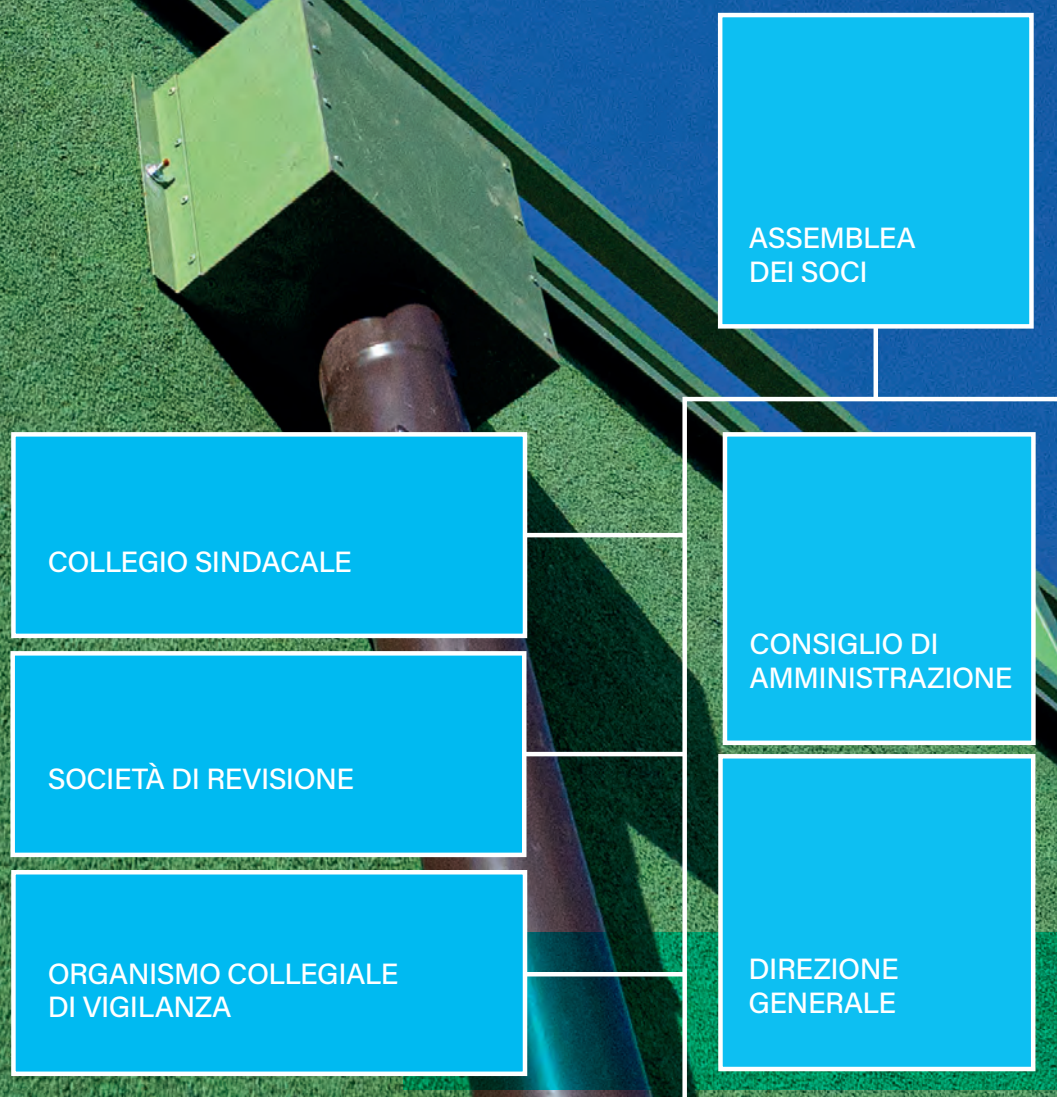 ASSEMBLEA
DEI SOCI
COLLEGIO SINDACALE
CONSIGLIO DI
AMMINISTRAZIONE
SOCIETÀ DI REVISIONE
ORGANISMO COLLEGIALE
DI VIGILANZA
DIREZIONE
GENERALE